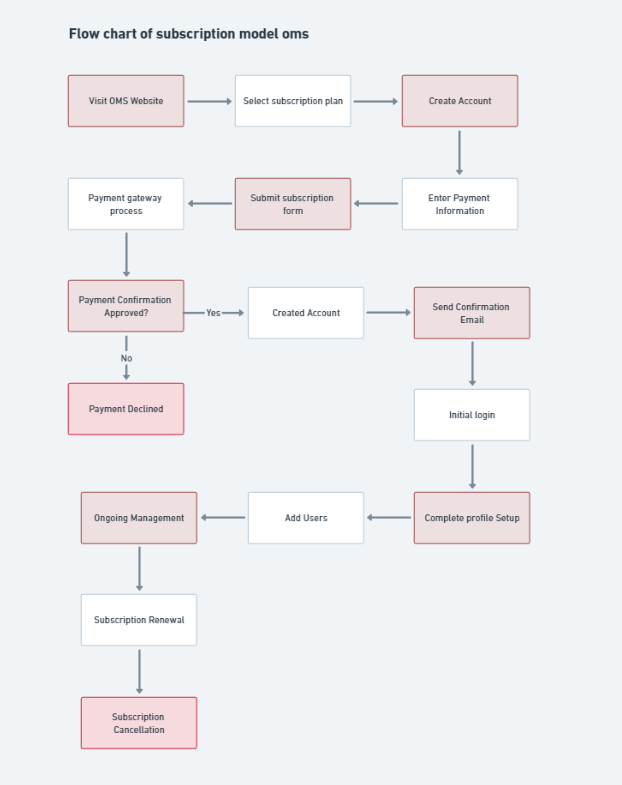 Flow chart of subscription model oms
Visit OMS Website
Select subscription plan
Create Account
Payment gateway
process
Submit subscription
form
Enter Payment
Information
Payment Confirmation
Approved?
Yes
Created Account
Send Confirmation
Email
No
Payment Declined
Initial login
Ongoing Management
Add Users
Complete profile Setup
Subscription Renewal
Subscription
Cancellation